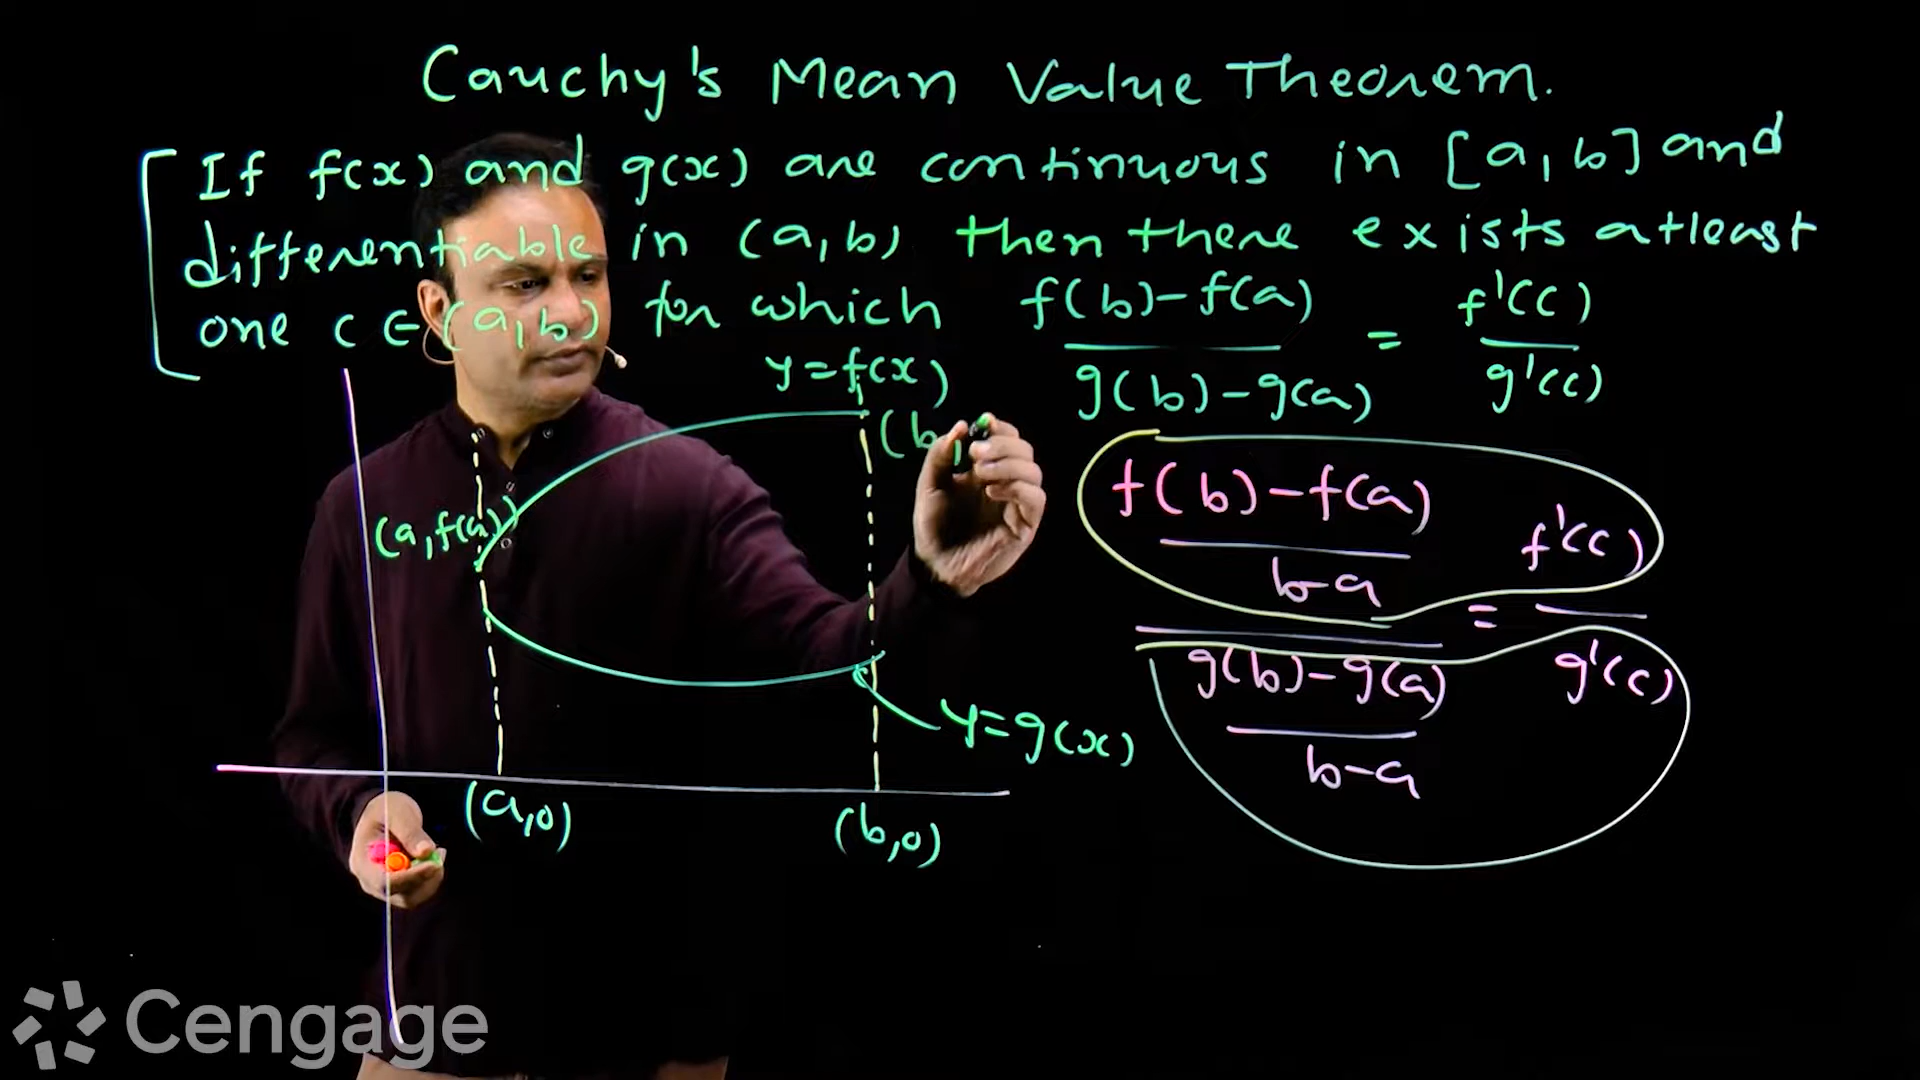 Cauchy's Mean Value Theorem.
If f(x) and g(x) are continuous in [a,b] and
differentiable in (a,b) then there exists atleast
one c ∈ (a,b) for which f(b)-f(a) / g(b)-g(a) = f'(c) / g'(c)
y=f(x)
(b,
(a,f(a))
y=g(x)
(a,0)
(b,0)
f(b)-f(a)
b-a
f'(c)
=
g(b)-g(a)
b-a
g'(c)
Cengage